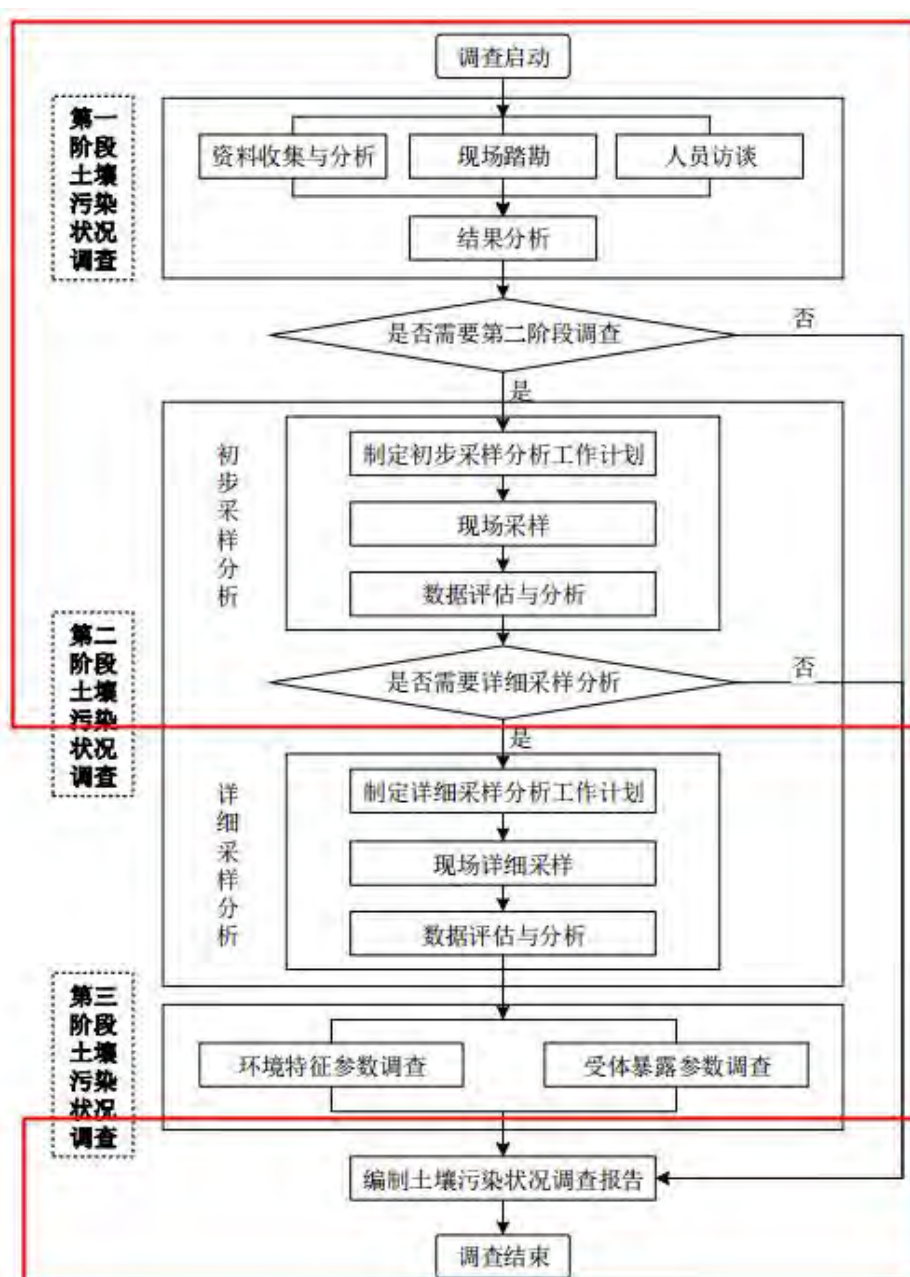 调查启动
第一
阶段
土壤
污染
状况
调查
资料收集与分析
现场踏勘
人员访谈
结果分析
是否需要第二阶段调查
否
是
初
步
采
样
分
析
制定初步采样分析工作计划
现场采样
数据评估与分析
第二
阶段
土壤
污染
状况
调查
是否需要详细采样分析
否
是
详
细
采
样
分
析
制定详细采样分析工作计划
现场详细采样
数据评估与分析
第三
阶段
土壤
污染
状况
调查
环境特征参数调查
受体暴露参数调查
编制土壤污染状况调查报告
调查结束